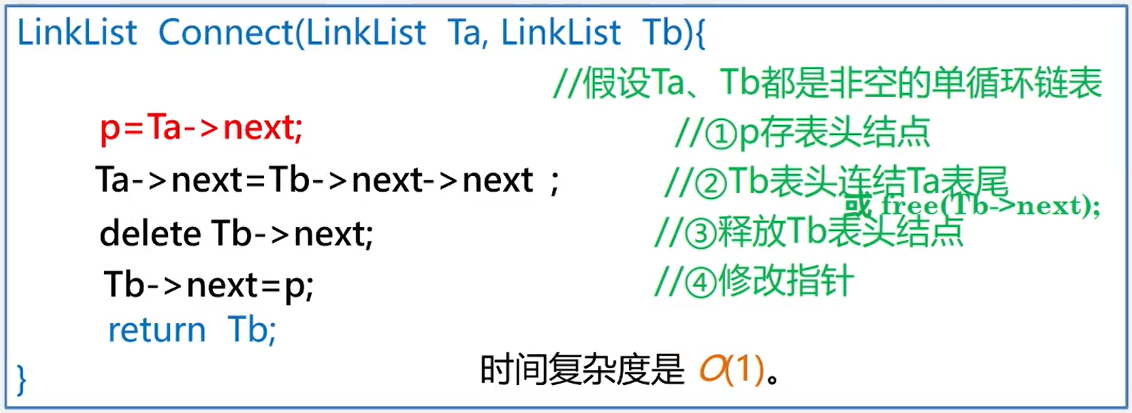 LinkList Connect(LinkList Ta, LinkList Tb){
//假设Ta、Tb都是非空的单循环链表
p=Ta->next; //①p存表头结点
Ta->next=Tb->next->next ; //②Tb表头连结Ta表尾
或 free(Tb->next);
delete Tb->next; //③释放Tb表头结点
Tb->next=p; //④修改指针
return Tb;
时间复杂度是 O(1)。
}